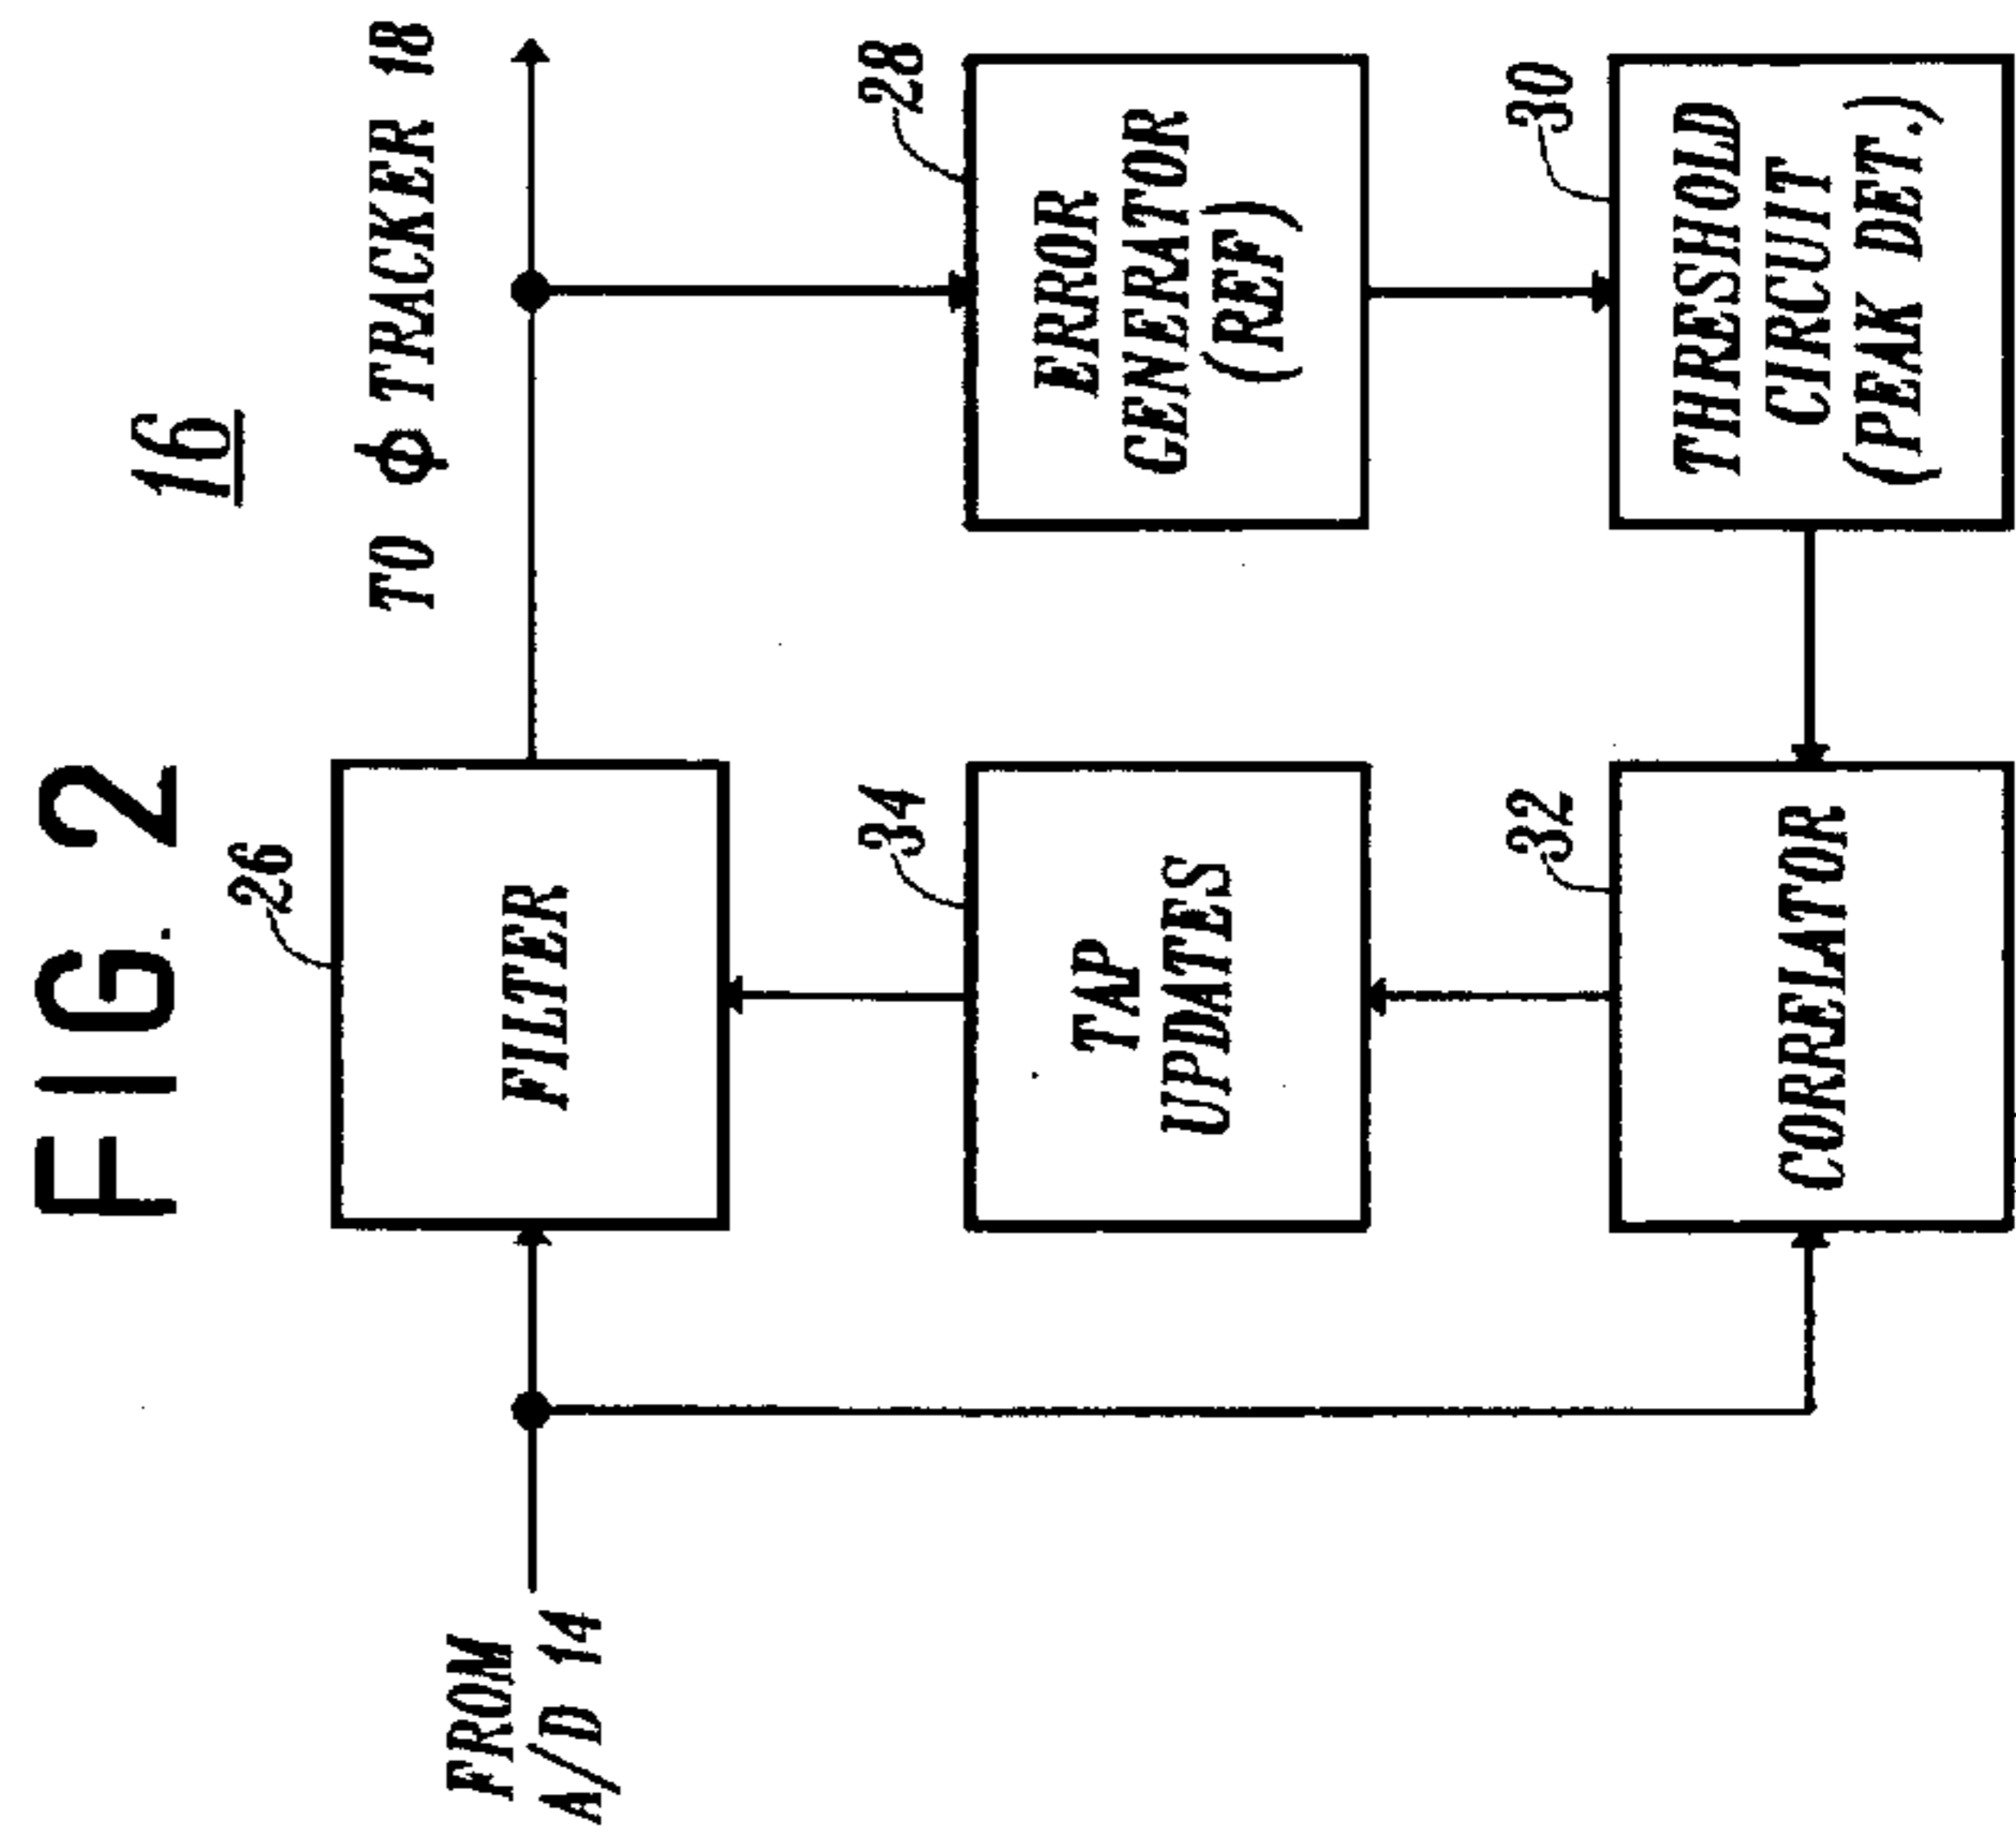 FIG. 2
16
TO ϕ TRACKER 18
26
FILTER
FROM
A/D 14
34
TAP
UPDATES
28
ERROR
GENERATOR
(REF)
32
CORRELATOR
30
THRESHOLD
CIRCUIT
(PEAK DET.)